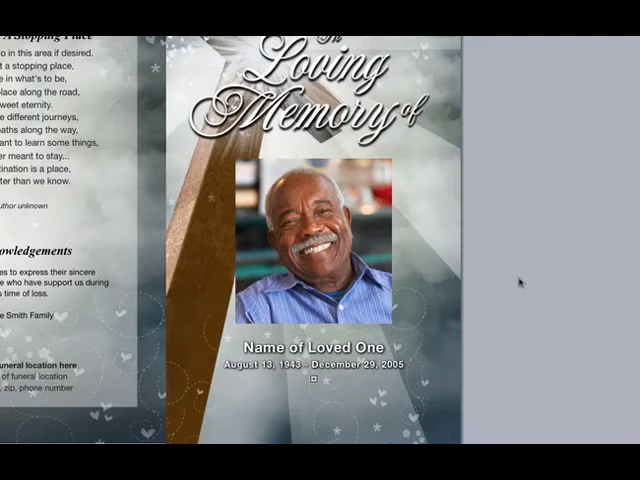 A Stopping Place
o in this area if desired.
t a stopping place,
e in what's to be,
place along the road,
weet eternity.
e different journeys,
paths along the way,
ant to learn some things,
er meant to stay...
tination is a place,
ter than we know.
uthor unknown
nowledgements
es to express their sincere
e who have support us during
s time of loss.
e Smith Family
uneral location here
of funeral location
, zip, phone number
In
Loving
Memory of
Name of Loved One
August 13, 1943 - December 29, 2005